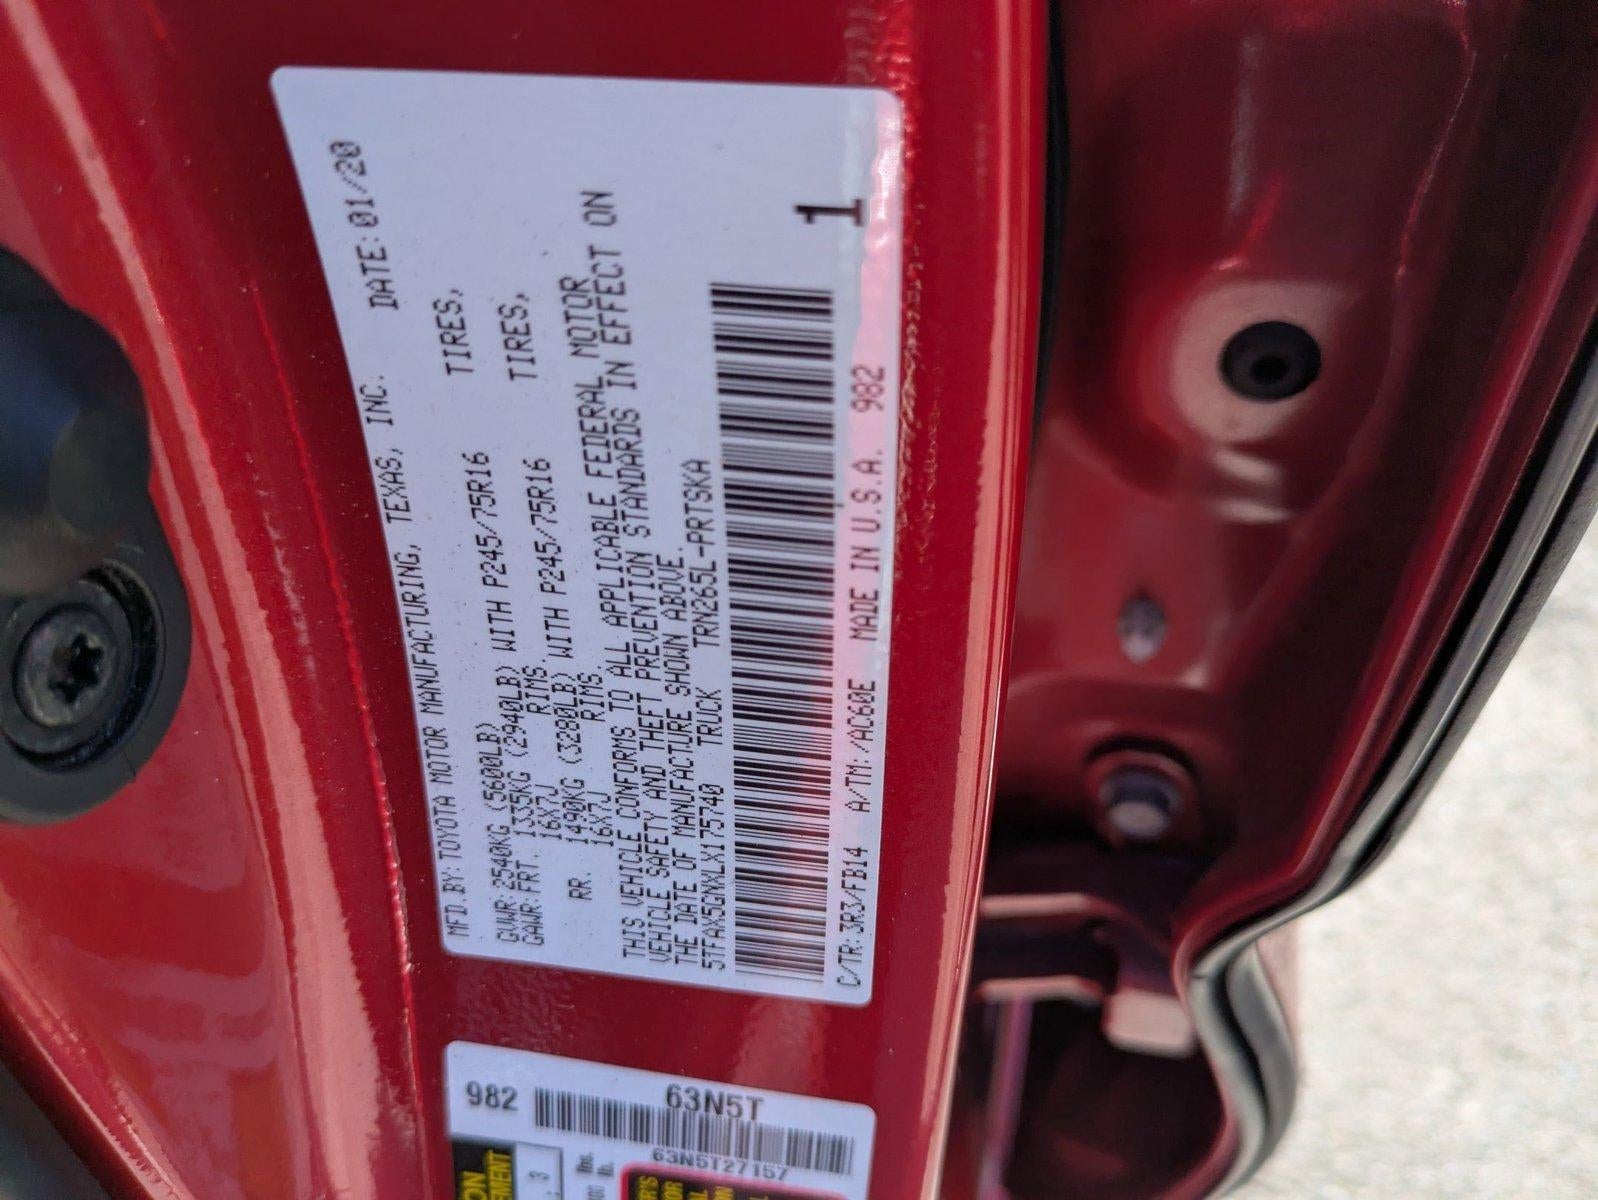 MFD.BY:TOYOTA MOTOR MANUFACTURING, TEXAS, INC. DATE:01/20
GVWR:2540KG (5600LB)
GAWR:FRT. 1335KG (2940LB) WITH P245/75R16 TIRES,
16X7J RIMS.
RR. 1490KG (3280LB) WITH P245/75R16 TIRES,
16X7J RIMS.
THIS VEHICLE CONFORMS TO ALL APPLICABLE FEDERAL MOTOR
VEHICLE SAFETY AND THEFT PREVENTION STANDARDS IN EFFECT ON
THE DATE OF MANUFACTURE SHOWN ABOVE.
5TFAX5GNXLX175740 TRUCK TRN265L-PRTSKA
1
C/TR:3R3/FB14 A/TM:/AC60E MADE IN U.S.A. 982
982 63N5T
63N5T27157